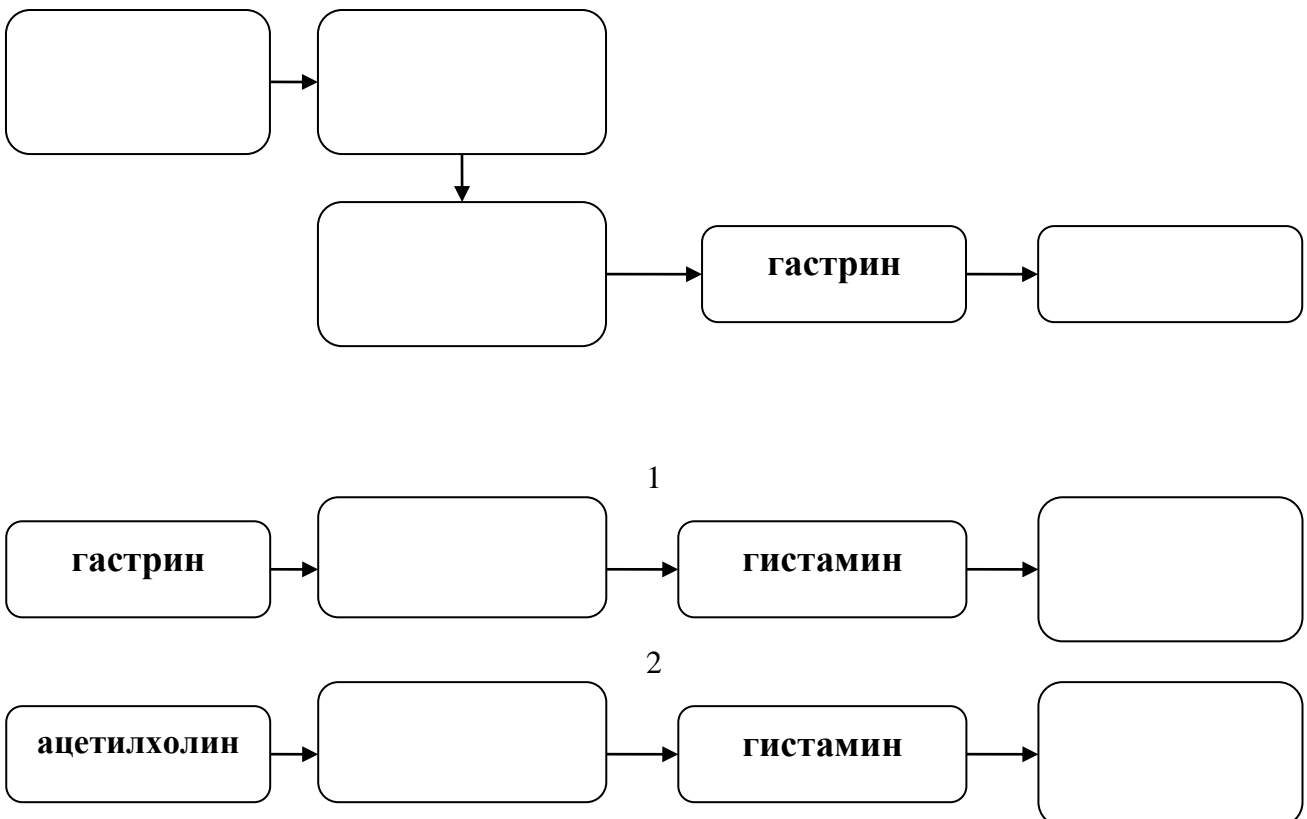 гастрин
1
гастрин
гистамин
2
ацетилхолин
гистамин